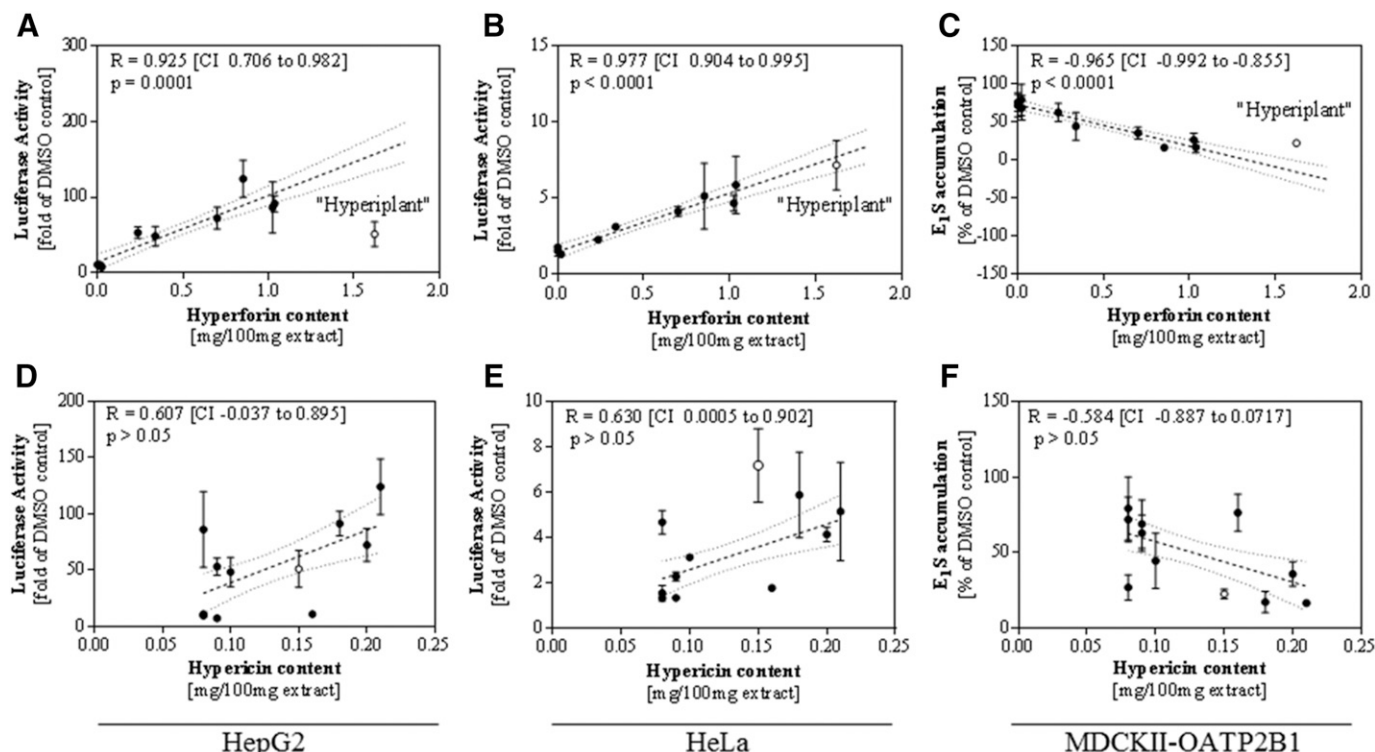 A
Luciferase Activity
[fold of DMSO control]
300
200
100
0
R = 0.925 [CI 0.706 to 0.982]
p = 0.0001
"Hyperiplant"
0.0 0.5 1.0 1.5 2.0
Hyperforin content
[mg/100mg extract]
B
Luciferase Activity
[fold of DMSO control]
15
10
5
0
R = 0.977 [CI 0.904 to 0.995]
p < 0.0001
"Hyperiplant"
0.0 0.5 1.0 1.5 2.0
Hyperforin content
[mg/100mg extract]
C
E₁S accumulation
[% of DMSO control]
150
100
50
0
-50
-100
-150
R = -0.965 [CI -0.992 to -0.855]
p < 0.0001
"Hyperiplant"
0.0 0.5 1.0 1.5 2.0
Hyperforin content
[mg/100mg extract]
D
Luciferase Activity
[fold of DMSO control]
200
150
100
50
0
R = 0.607 [CI -0.037 to 0.895]
p > 0.05
0.00 0.05 0.10 0.15 0.20 0.25
Hypericin content
[mg/100mg extract]
HepG2
E
Luciferase Activity
[fold of DMSO control]
10
8
6
4
2
0
R = 0.630 [CI 0.0005 to 0.902]
p > 0.05
0.00 0.05 0.10 0.15 0.20 0.25
Hypericin content
[mg/100mg extract]
HeLa
F
E₁S accumulation
[% of DMSO control]
150
100
50
0
R = -0.584 [CI -0.887 to 0.0717]
p > 0.05
0.00 0.05 0.10 0.15 0.20 0.25
Hypericin content
[mg/100mg extract]
MDCKII-OATP2B1